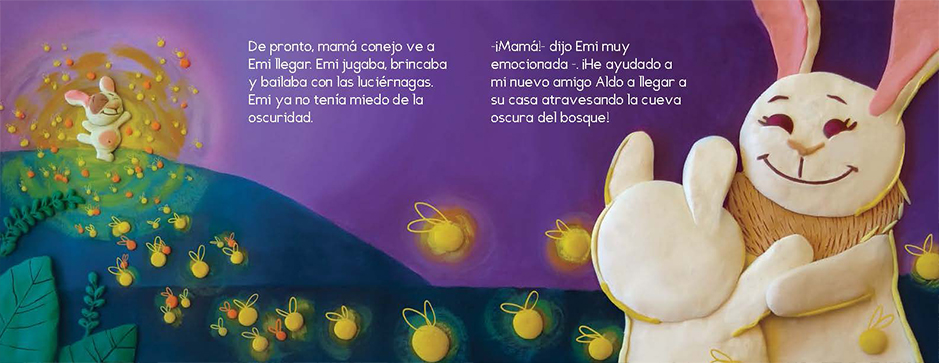 De pronto, mamá conejo ve a
Emi llegar. Emi jugaba, brincaba
y bailaba con las luciérnagas.
Emi ya no tenía miedo de la
oscuridad.
-¡Mamá!- dijo Emi muy
emocionada -. ¡He ayudado a
mi nuevo amigo Aldo a llegar a
su casa atravesando la cueva
oscura del bosque!